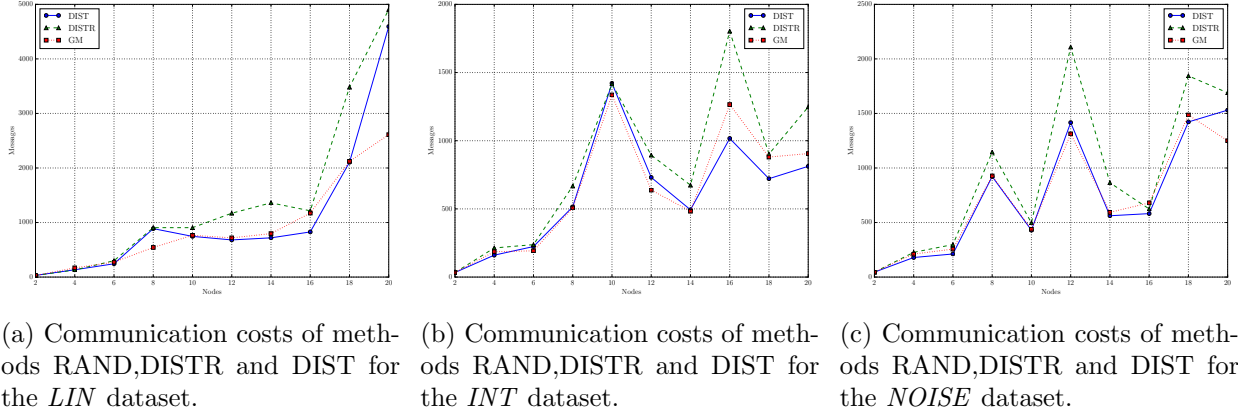 5000
4000
3000
2000
1000
0
Messages
DIST
DISTR
GM
2 4 6 8 10 12 14 16 18 20
Nodes
2000
1500
1000
500
0
Messages
DIST
DISTR
GM
2 4 6 8 10 12 14 16 18 20
Nodes
2500
2000
1500
1000
500
0
Messages
DIST
DISTR
GM
2 4 6 8 10 12 14 16 18 20
Nodes
(a) Communication costs of meth-
ods RAND,DISTR and DIST for
the LIN dataset.
(b) Communication costs of meth-
ods RAND,DISTR and DIST for
the INT dataset.
(c) Communication costs of meth-
ods RAND,DISTR and DIST for
the NOISE dataset.